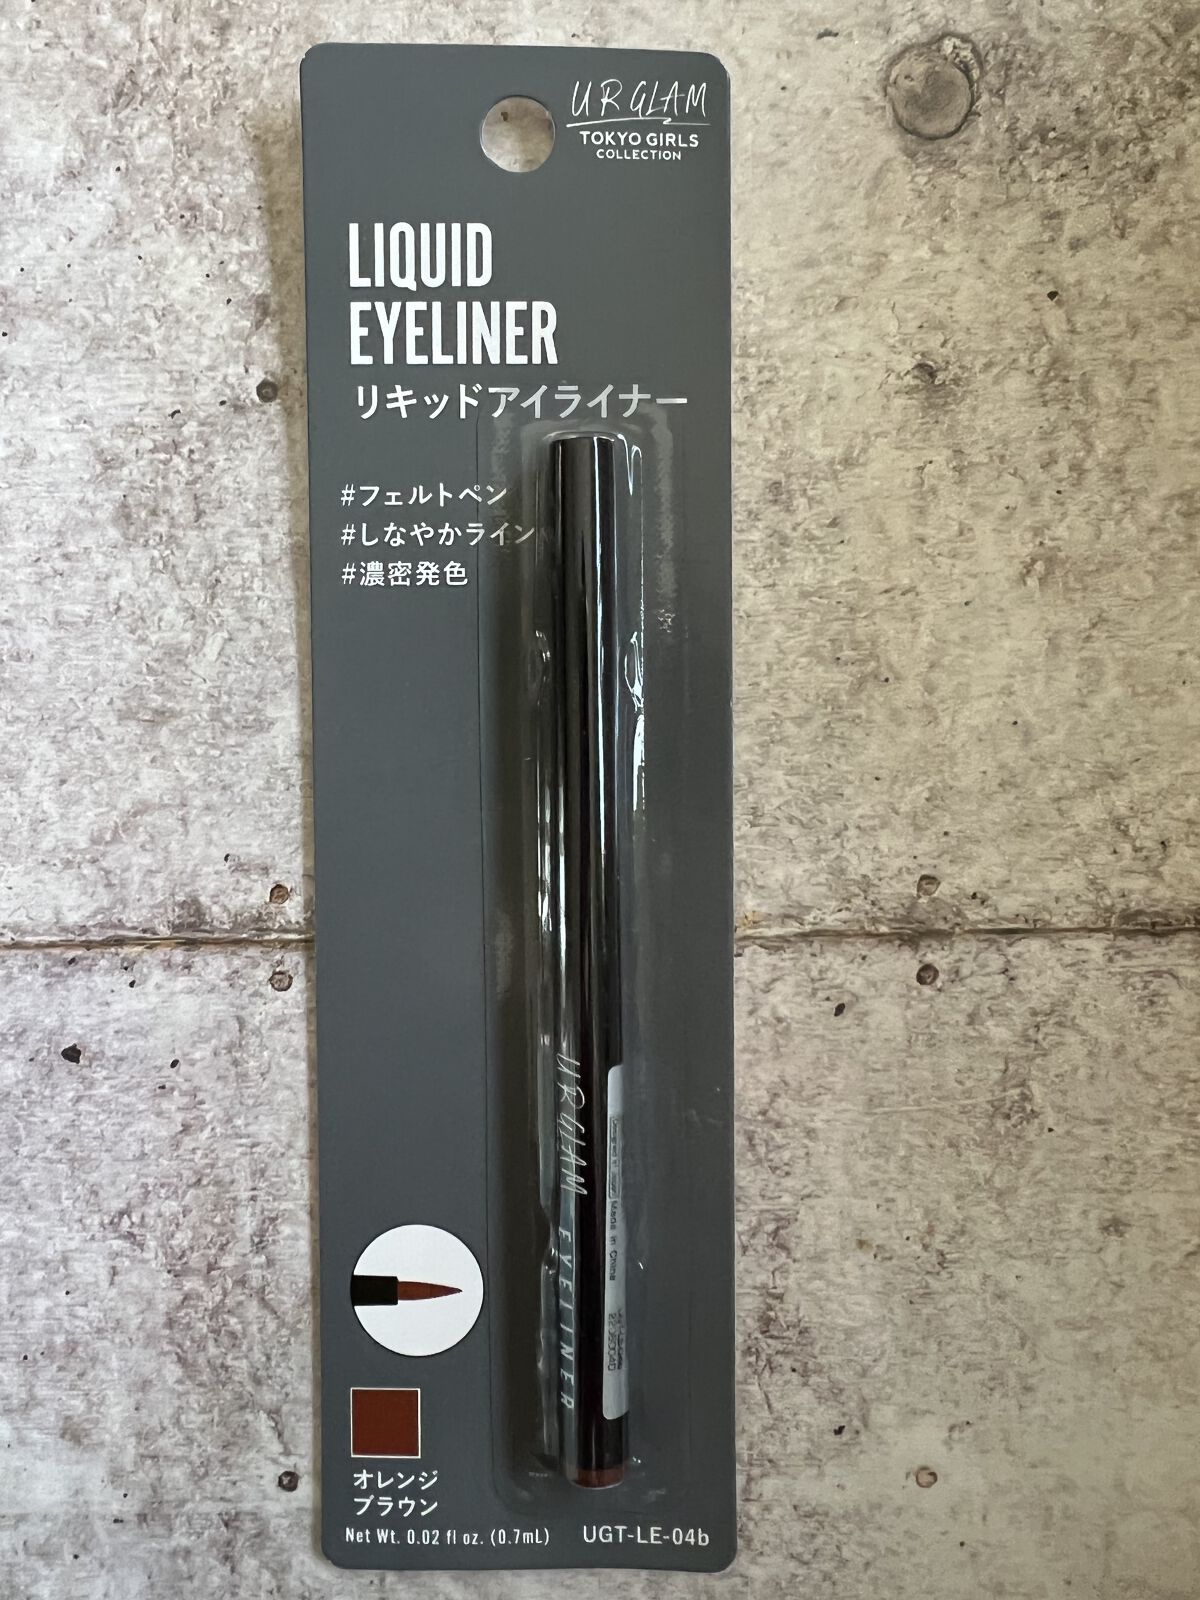 UR GLAM
TOKYO GIRLS
COLLECTION
LIQUID
EYELINER
リキッドアイライナー
#フェルトペン
#しなやかライン
#濃密発色
UR GLAM EYELINER
Made in China
オレンジ
ブラウン
Net Wt. 0.02 fl oz. (0.7mL)
UGT-LE-04b